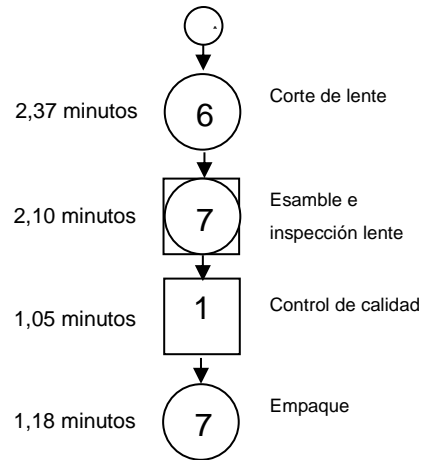 2,37 minutos
6
Corte de lente
2,10 minutos
7
Esamble e
inspección lente
1,05 minutos
1
Control de calidad
1,18 minutos
7
Empaque